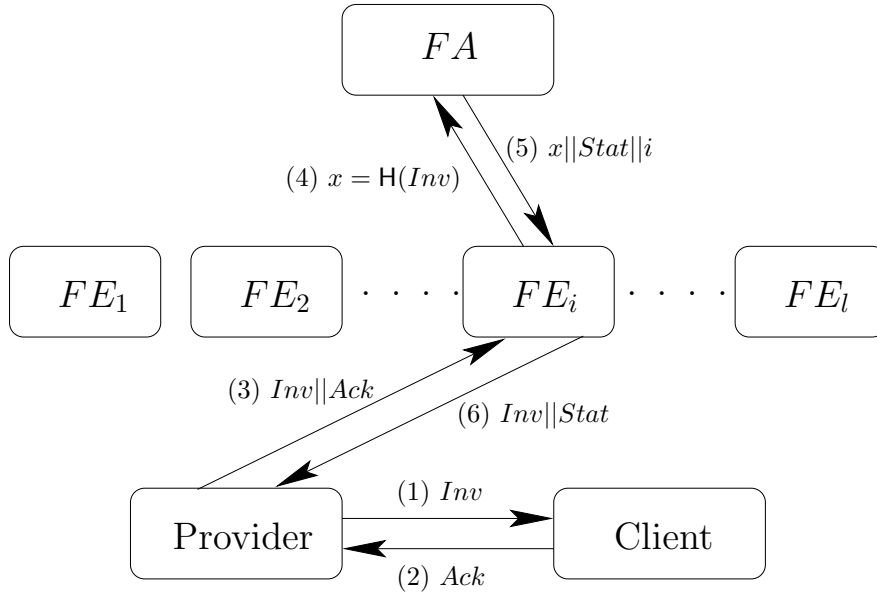 FA
(5) x||Stat||i
(4) x = H(Inv)
FE₁ FE₂ · · · · FEᵢ · · · · FEₗ
(3) Inv||Ack
(6) Inv||Stat
(1) Inv
Provider Client
(2) Ack